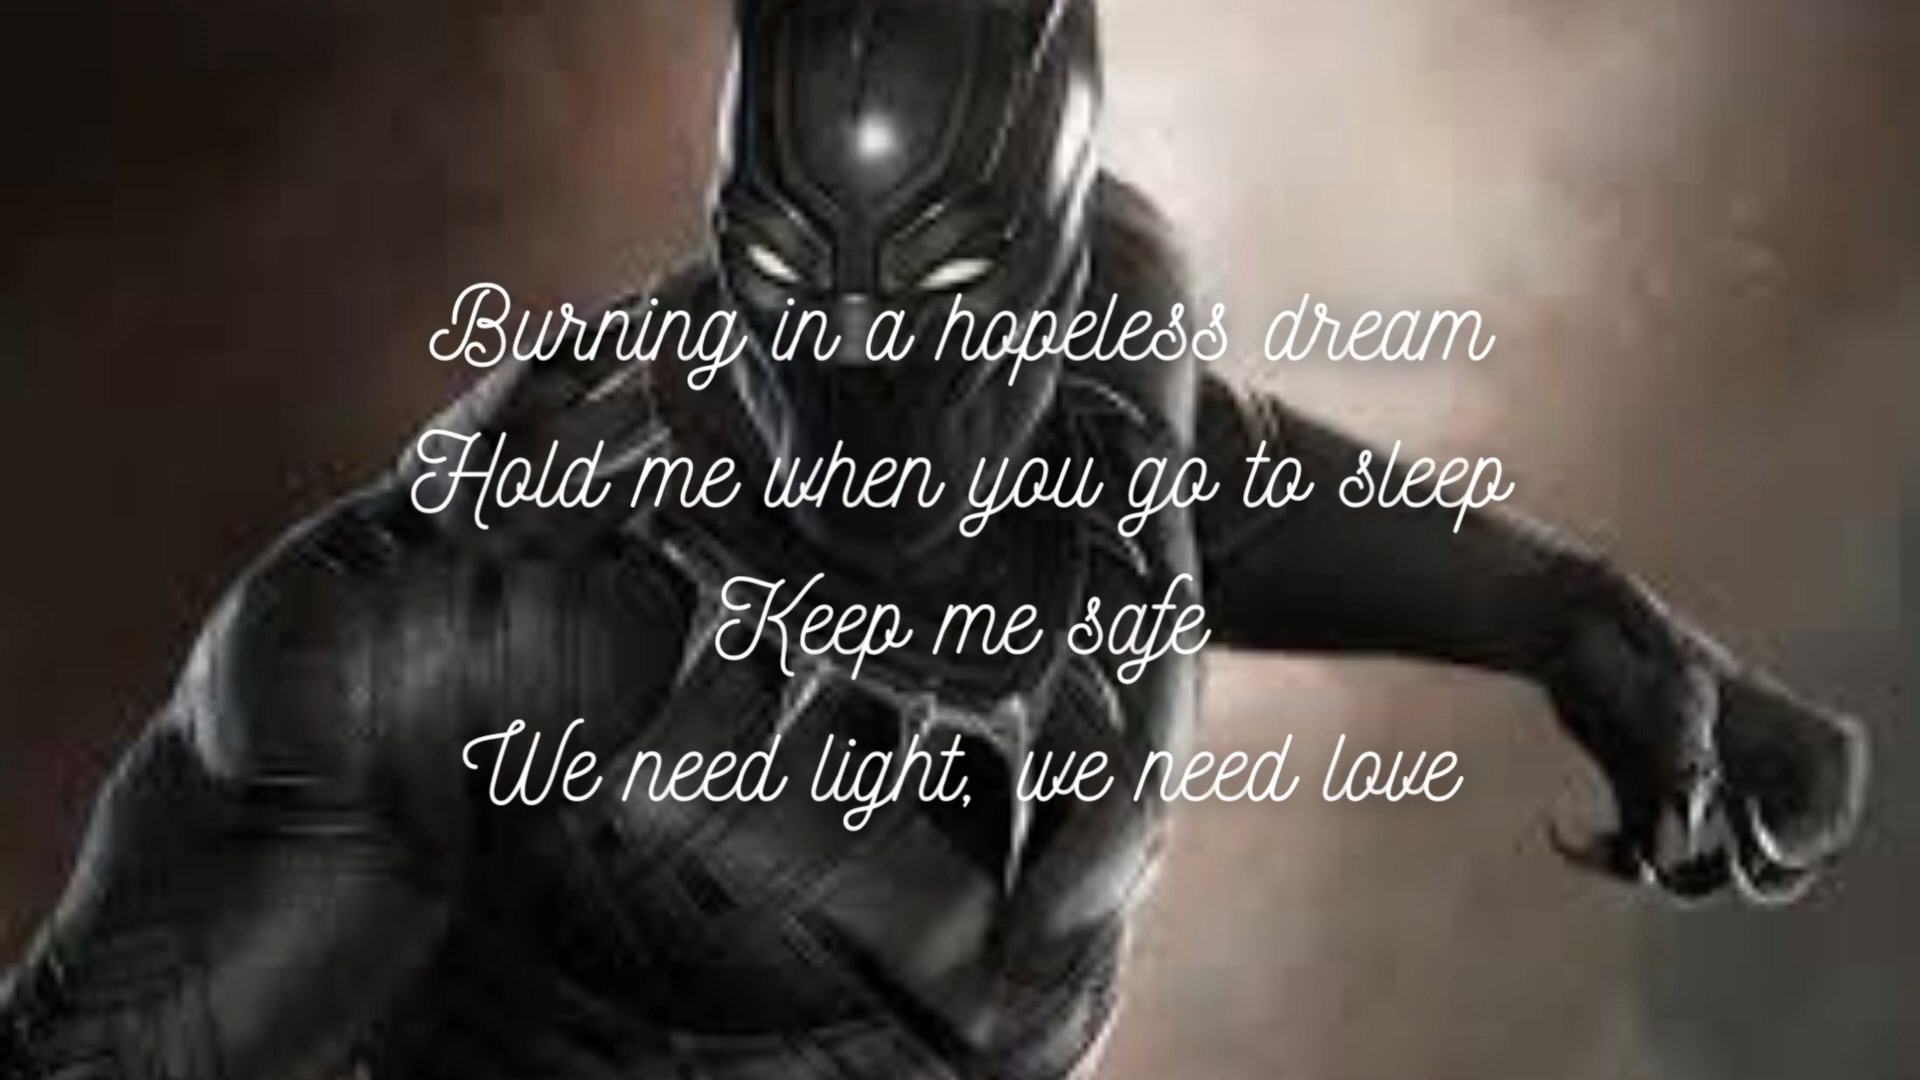 Burning in a hopeless dream
Hold me when you go to sleep
Keep me safe
We need light, we need love